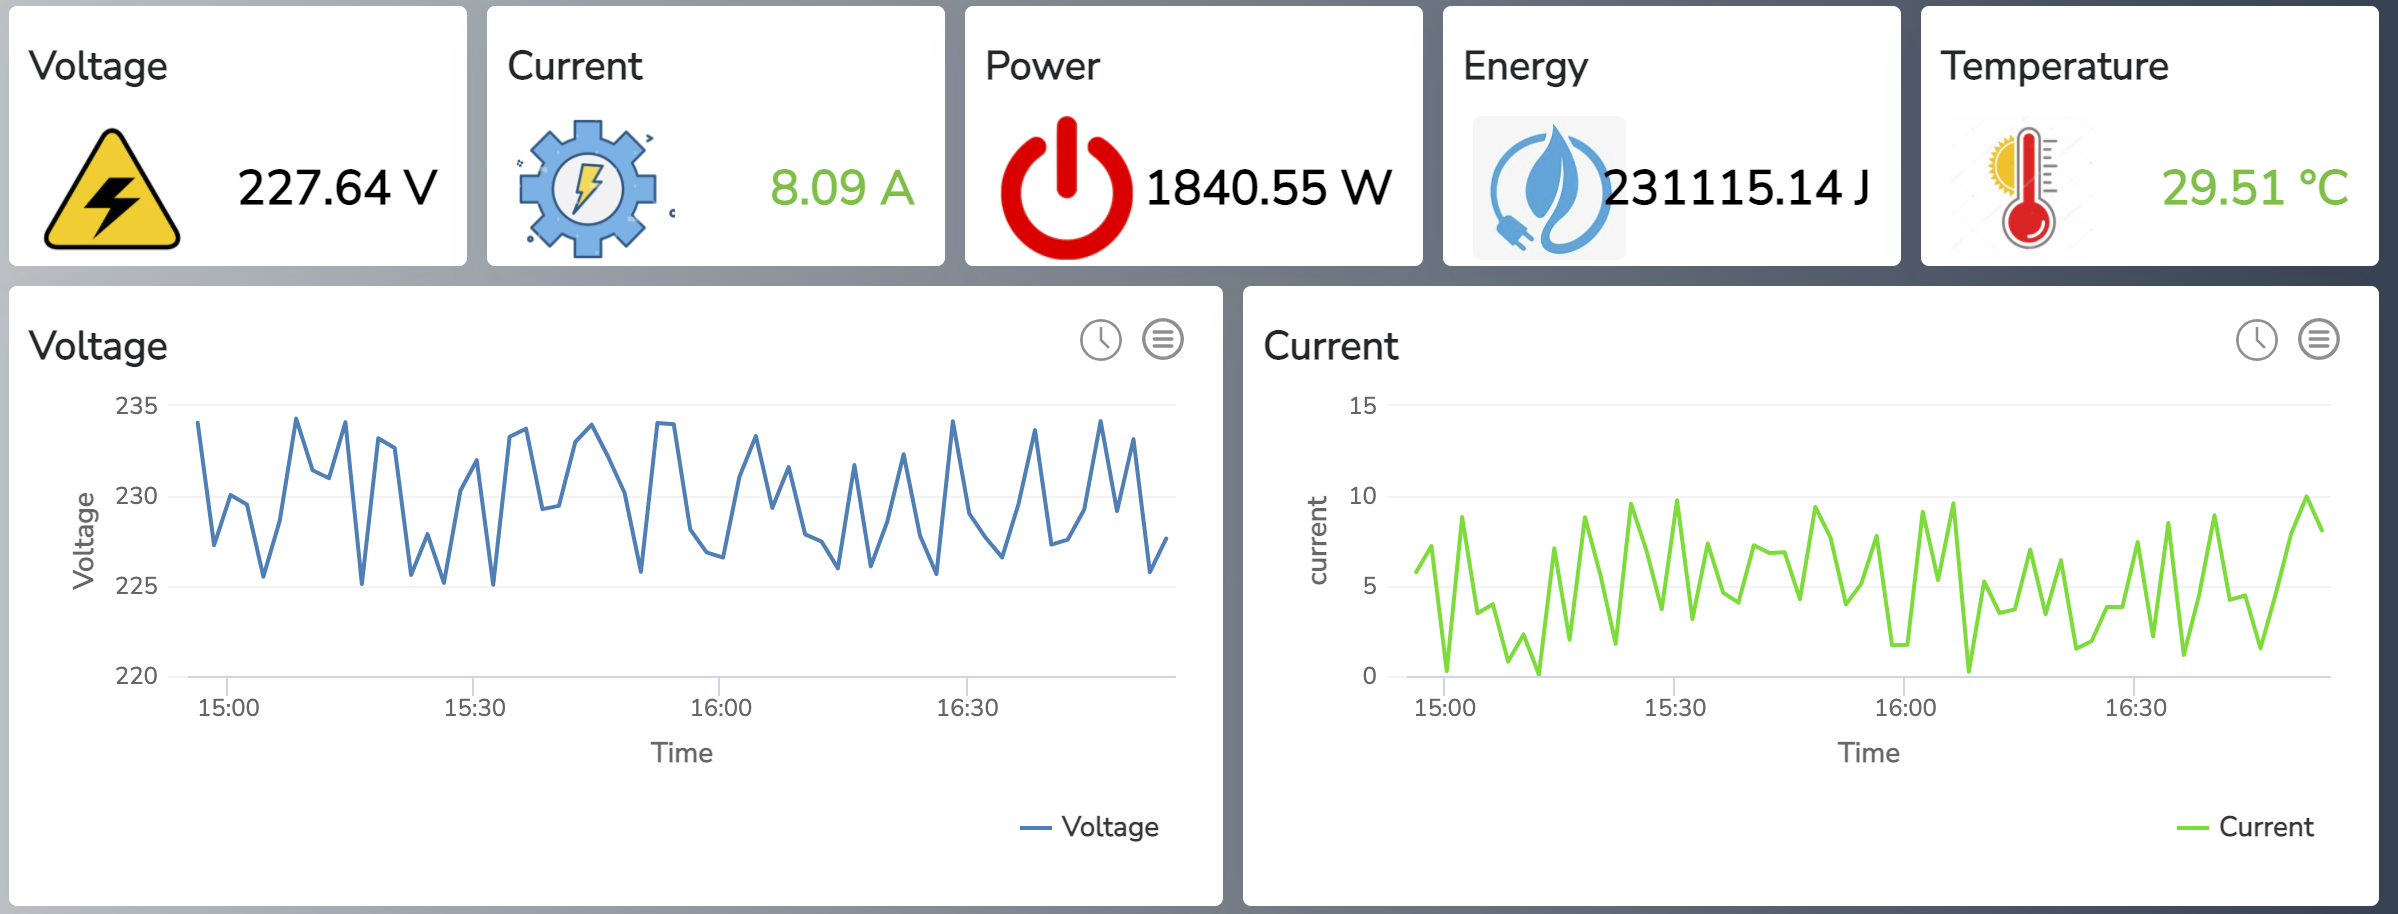 Voltage
227.64 V
Current
8.09 A
Power
1840.55 W
Energy
231115.14 J
Temperature
29.51 °C
Voltage
235
230
225
220
Voltage
15:00 15:30 16:00 16:30
Time
Voltage
Current
15
10
5
0
current
15:00 15:30 16:00 16:30
Time
Current